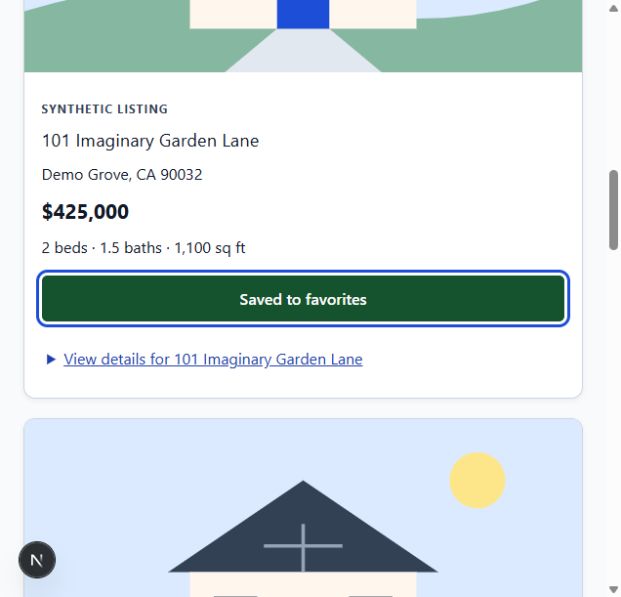 SYNTHETIC LISTING
101 Imaginary Garden Lane
Demo Grove, CA 90032
$425,000
2 beds · 1.5 baths · 1,100 sq ft
Saved to favorites
View details for 101 Imaginary Garden Lane
N